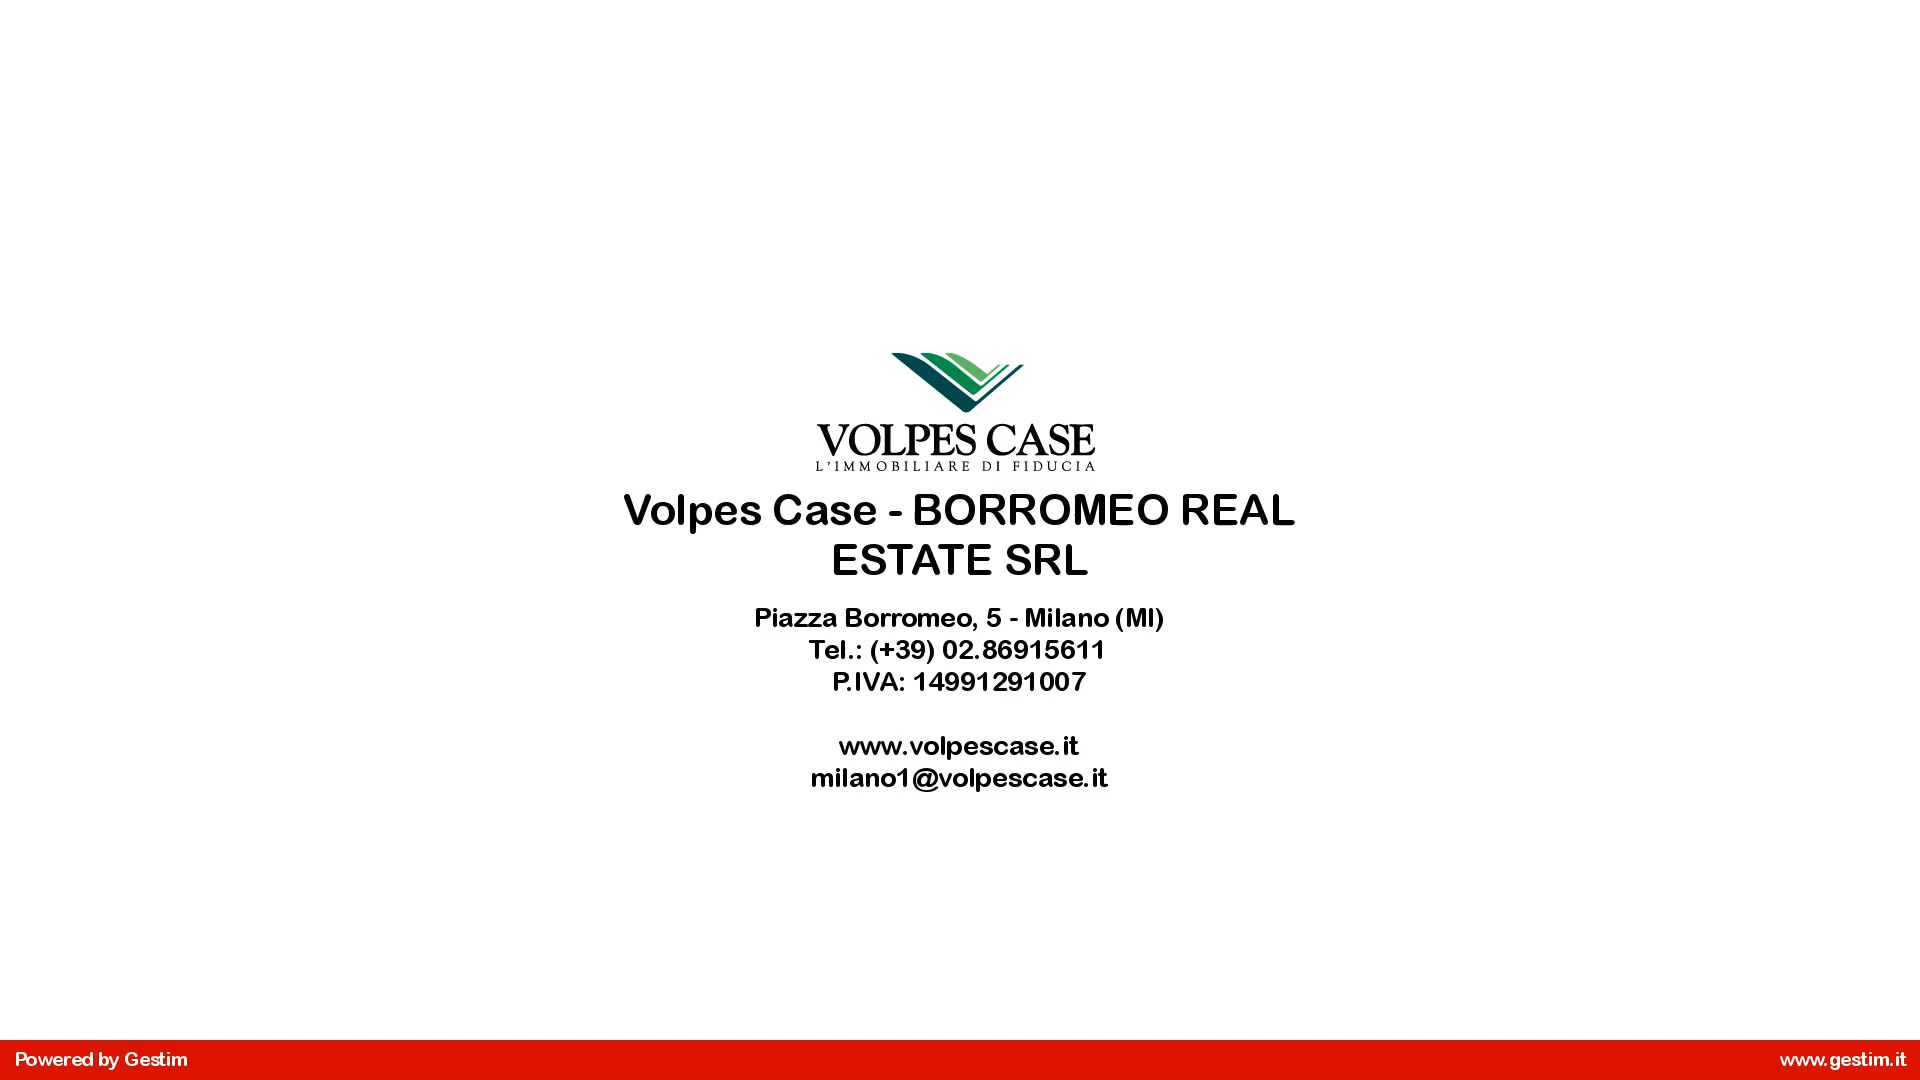 VOLPES CASE
L'IMMOBILIARE DI FIDUCIA
Volpes Case - BORROMEO REAL
ESTATE SRL
Piazza Borromeo, 5 - Milano (MI)
Tel.: (+39) 02.86915611
P.IVA: 14991291007
www.volpescase.it
milano1@volpescase.it
Powered by Gestim
www.gestim.it